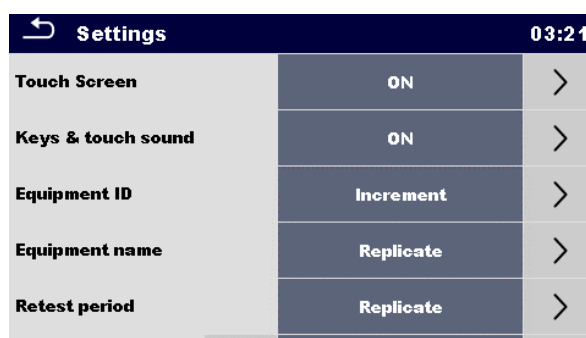 Settings 03:21
Touch Screen ON
Keys & touch sound ON
Equipment ID Increment
Equipment name Replicate
Retest period Replicate